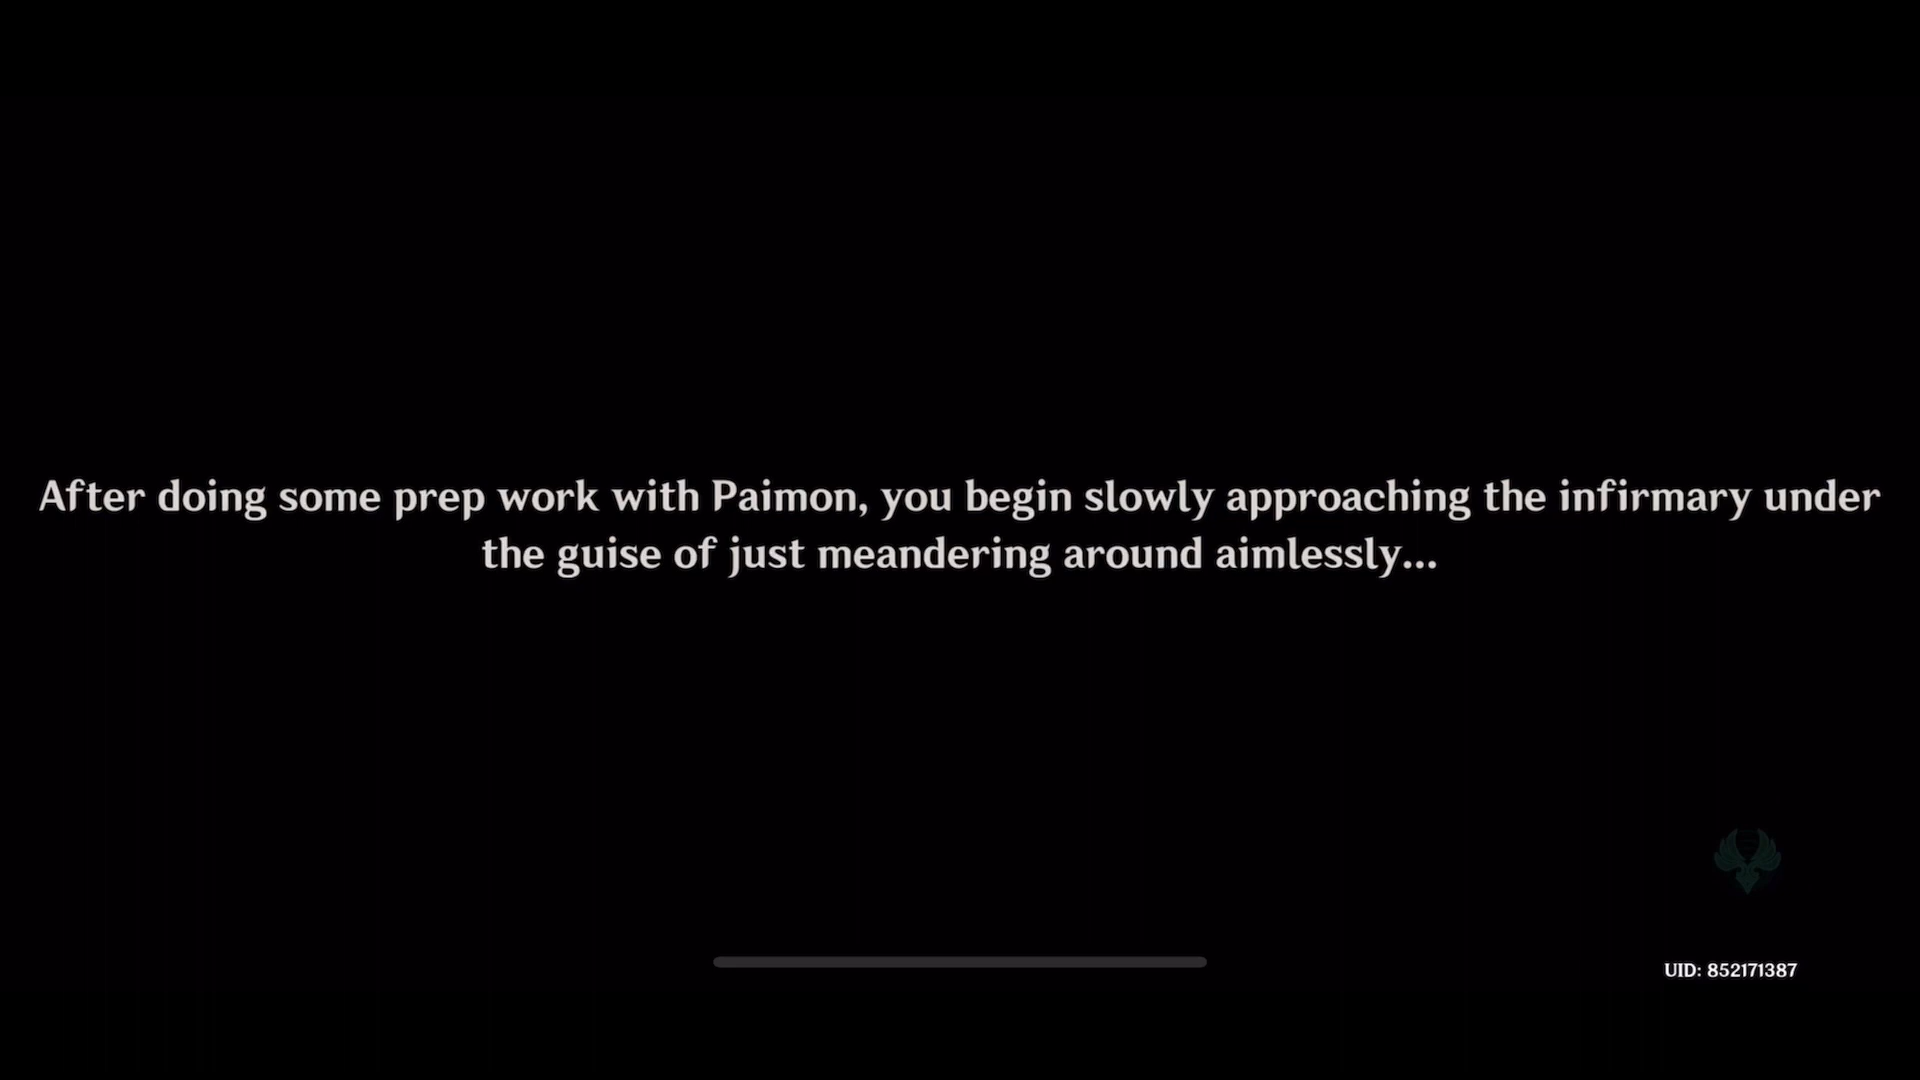 After doing some prep work with Paimon, you begin slowly approaching the infirmary under
the guise of just meandering around aimlessly...
UID: 852171387